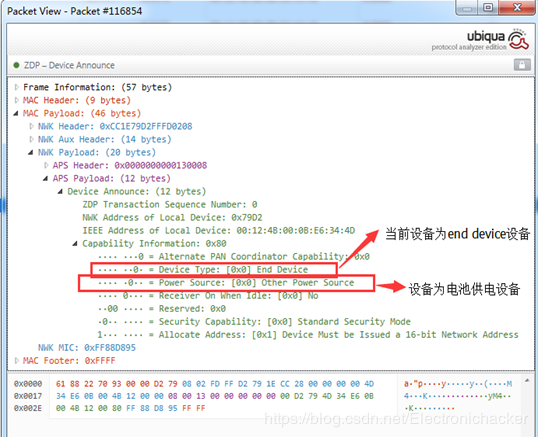 Packet View - Packet #116854
ubiqua
protocol analyzer edition
ZDP – Device Announce
Frame Information: (57 bytes)
MAC Header: (9 bytes)
MAC Payload: (46 bytes)
NWK Header: 0xCC1E79D2FFFD0208
NWK Aux Header: (14 bytes)
NWK Payload: (20 bytes)
APS Header: 0x0000000000130008
APS Payload: (12 bytes)
Device Announce: (12 bytes)
ZDP Transaction Sequence Number: 0
NWK Address of Local Device: 0x79D2
IEEE Address of Local Device: 00:12:4B:00:0B:E6:34:4D
Capability Information: 0x80
···· ···0 = Alternate PAN Coordinator Capability: 0x0
···· ··0· = Device Type: [0x0] End Device
···· ·0·· = Power Source: [0x0] Other Power Source
···· 0··· = Receiver On When Idle: [0x0] No
··00 ···· = Reserved: 0x0
·0·· ···· = Security Capability: [0x0] Standard Security Mode
1··· ···· = Allocate Address: [0x1] Device Must be Issued a 16-bit Network Address
NWK MIC: 0xFF88D895
MAC Footer: 0xFFFF
当前设备为end device设备
设备为电池供电设备
0x0000 61 88 22 70 93 00 00 D2 79 08 02 FD FF D2 79 1E CC 28 00 00 00 00 4D a·"p····y·····y··(····M
0x0017 34 E6 0B 00 4B 12 00 00 08 00 13 00 00 00 00 00 00 D2 79 4D 34 E6 0B 4···K·············yM4··
0x002E 00 4B 12 00 80 FF 88 D8 95 FF FF ·K·········
https://blog.csdn.net/Electronichacker